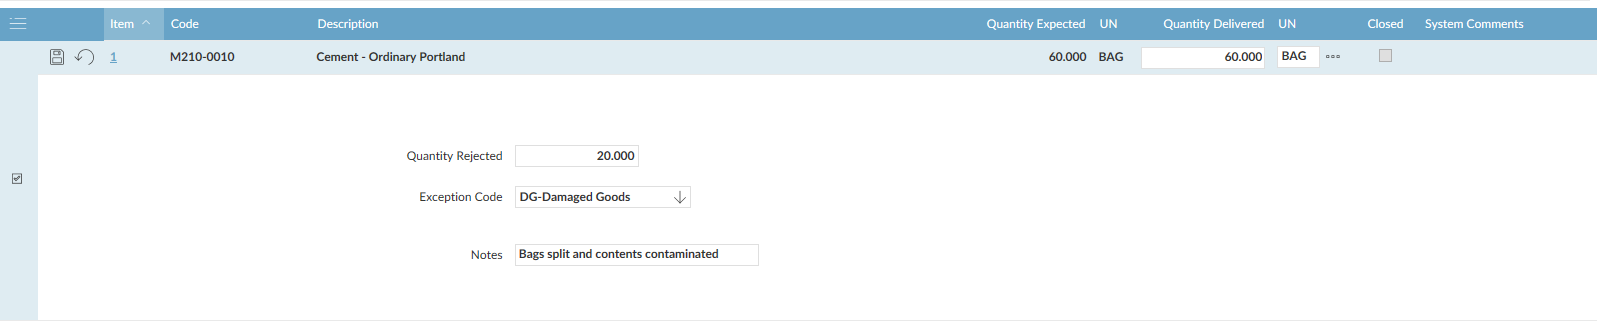 Item Code Description Quantity Expected UN Quantity Delivered UN Closed System Comments
1 M210-0010 Cement - Ordinary Portland 60.000 BAG 60.000 BAG
Quantity Rejected 20.000
Exception Code DG-Damaged Goods
Notes Bags split and contents contaminated